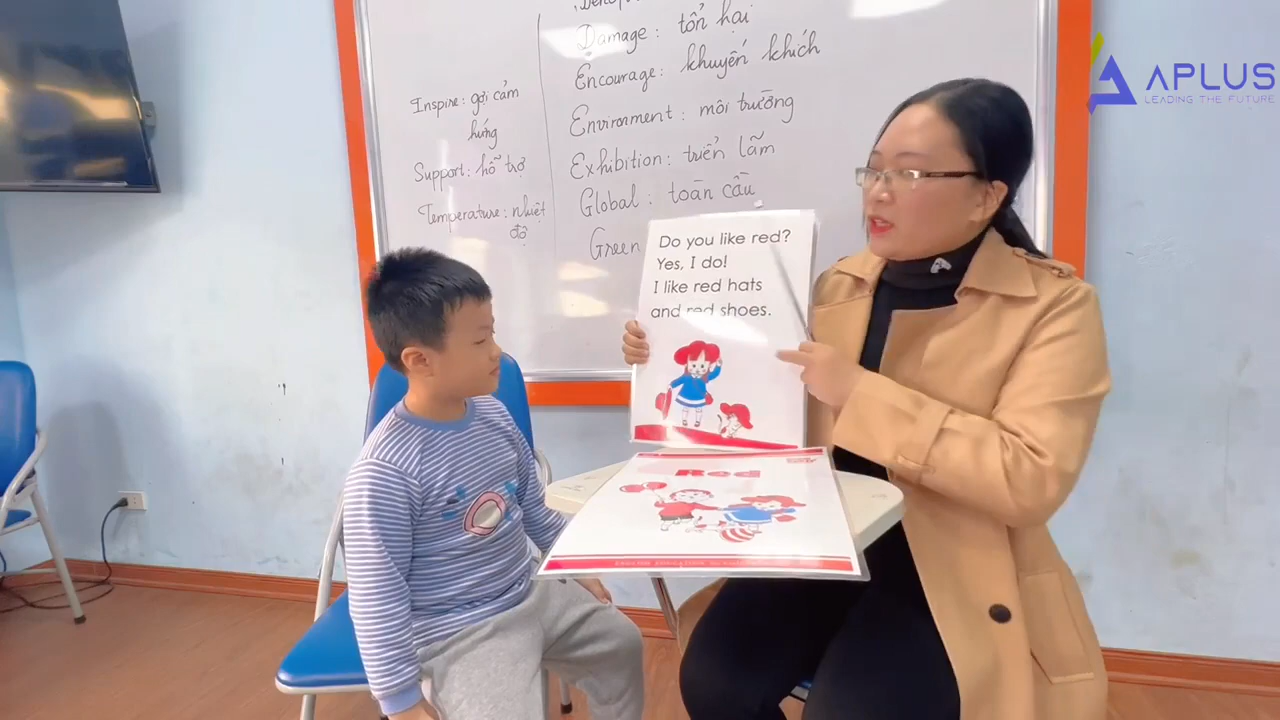 Inspire: gợi cảm
hứng
Support: hỗ trợ
Temperature: nhiệt
độ
Damage: tổn hại
Encourage: khuyến khích
Environment: môi trường
Exhibition: triển lãm
Global: toàn cầu
Green
Do you like red?
Yes, I do!
I like red hats
and red shoes.
Red
APLUS
LEADING THE FUTURE